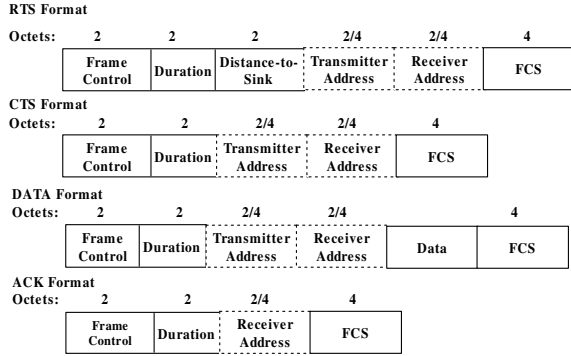 RTS Format
Octets: 2 2 2 2/4 2/4 4
Frame Control Duration Distance-to-Sink Transmitter Address Receiver Address FCS
CTS Format
Octets: 2 2 2/4 2/4 4
Frame Control Duration Transmitter Address Receiver Address FCS
DATA Format
Octets: 2 2 2/4 2/4 4
Frame Control Duration Transmitter Address Receiver Address Data FCS
ACK Format
Octets: 2 2 2/4 4
Frame Control Duration Receiver Address FCS